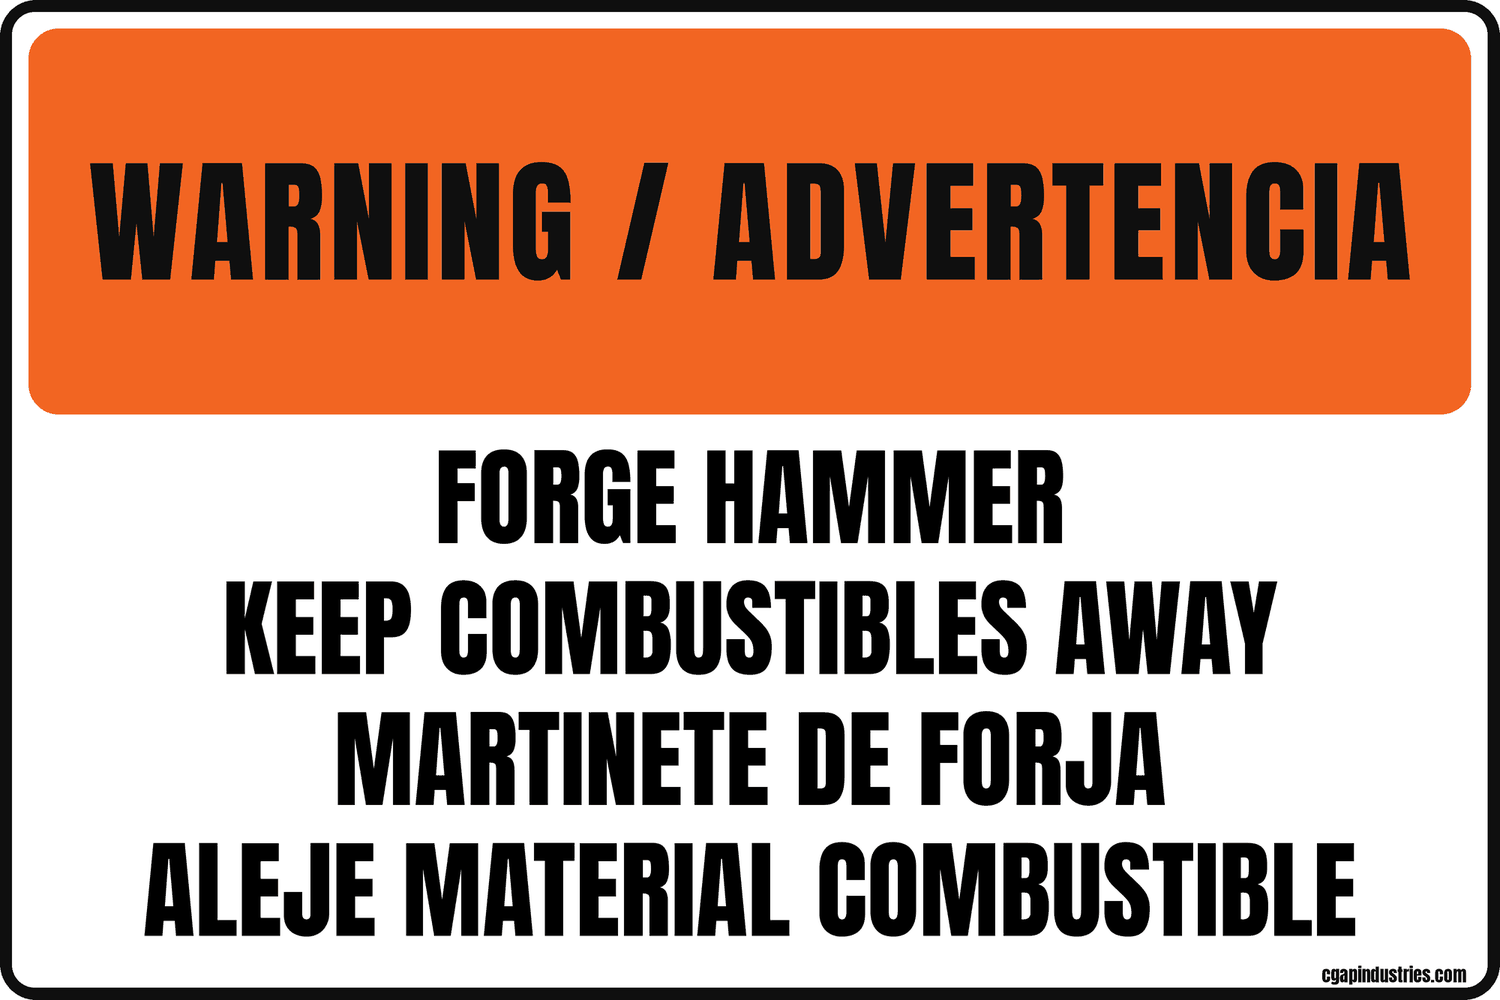 WARNING / ADVERTENCIA
FORGE HAMMER
KEEP COMBUSTIBLES AWAY
MARTINETE DE FORJA
ALEJE MATERIAL COMBUSTIBLE
cgapindustries.com